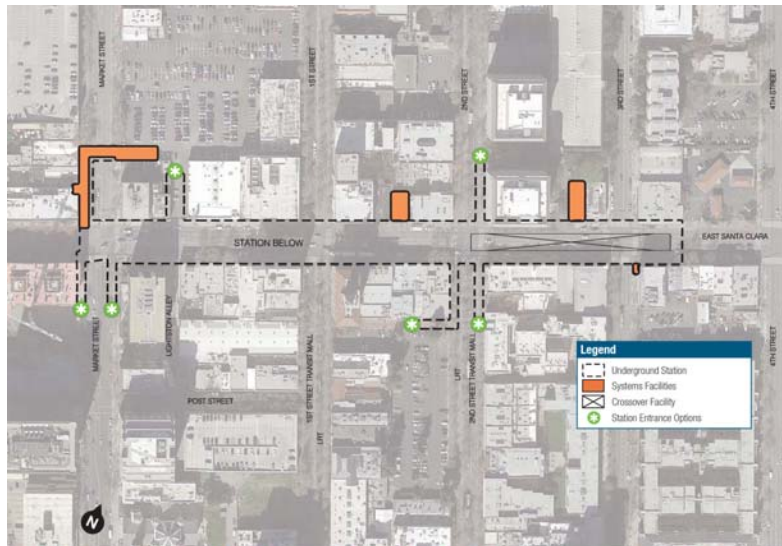 MARKET STREET
1ST STREET
2ND STREET
3RD STREET
4TH STREET
STATION BELOW
EAST SANTA CLARA
MARKET STREET
LIGHTSTON ALLEY
1ST STREET TRANSIT MALL
LRT
LRT
2ND STREET TRANSIT MALL
4TH STREET
POST STREET
Legend
Underground Station
Systems Facilities
Crossover Facility
Station Entrance Options
N